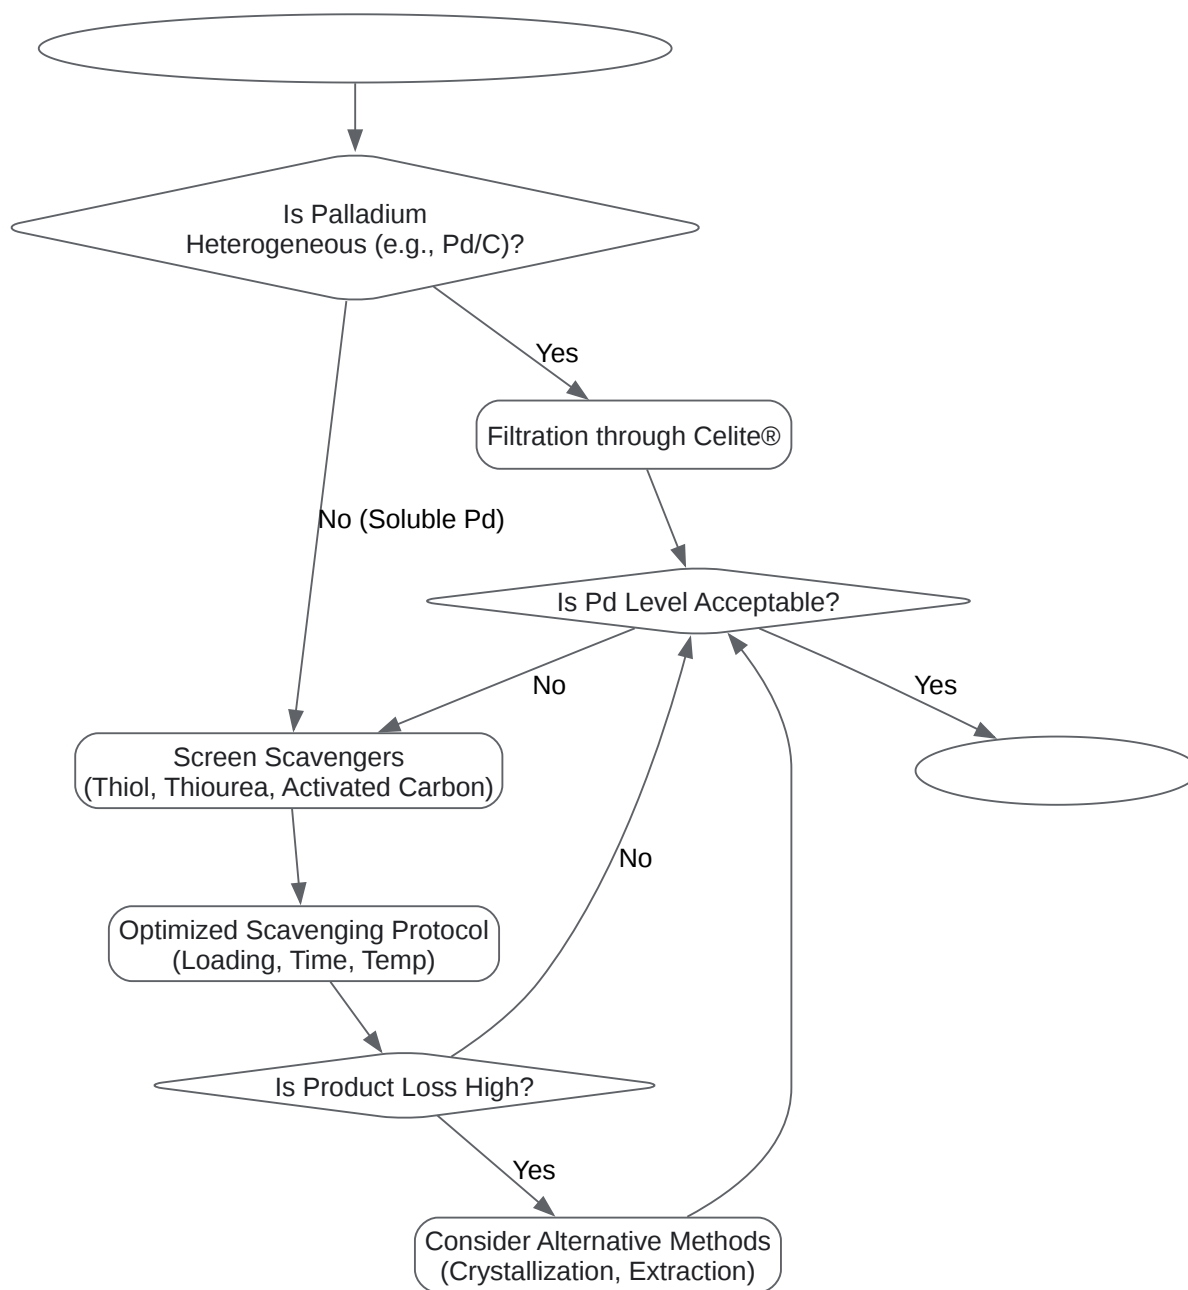 Is Palladium
Heterogeneous (e.g., Pd/C)?
Yes
Filtration through Celite®
No (Soluble Pd)
Is Pd Level Acceptable?
No
Yes
Screen Scavengers
(Thiol, Thiourea, Activated Carbon)
No
Optimized Scavenging Protocol
(Loading, Time, Temp)
Is Product Loss High?
Yes
Consider Alternative Methods
(Crystallization, Extraction)